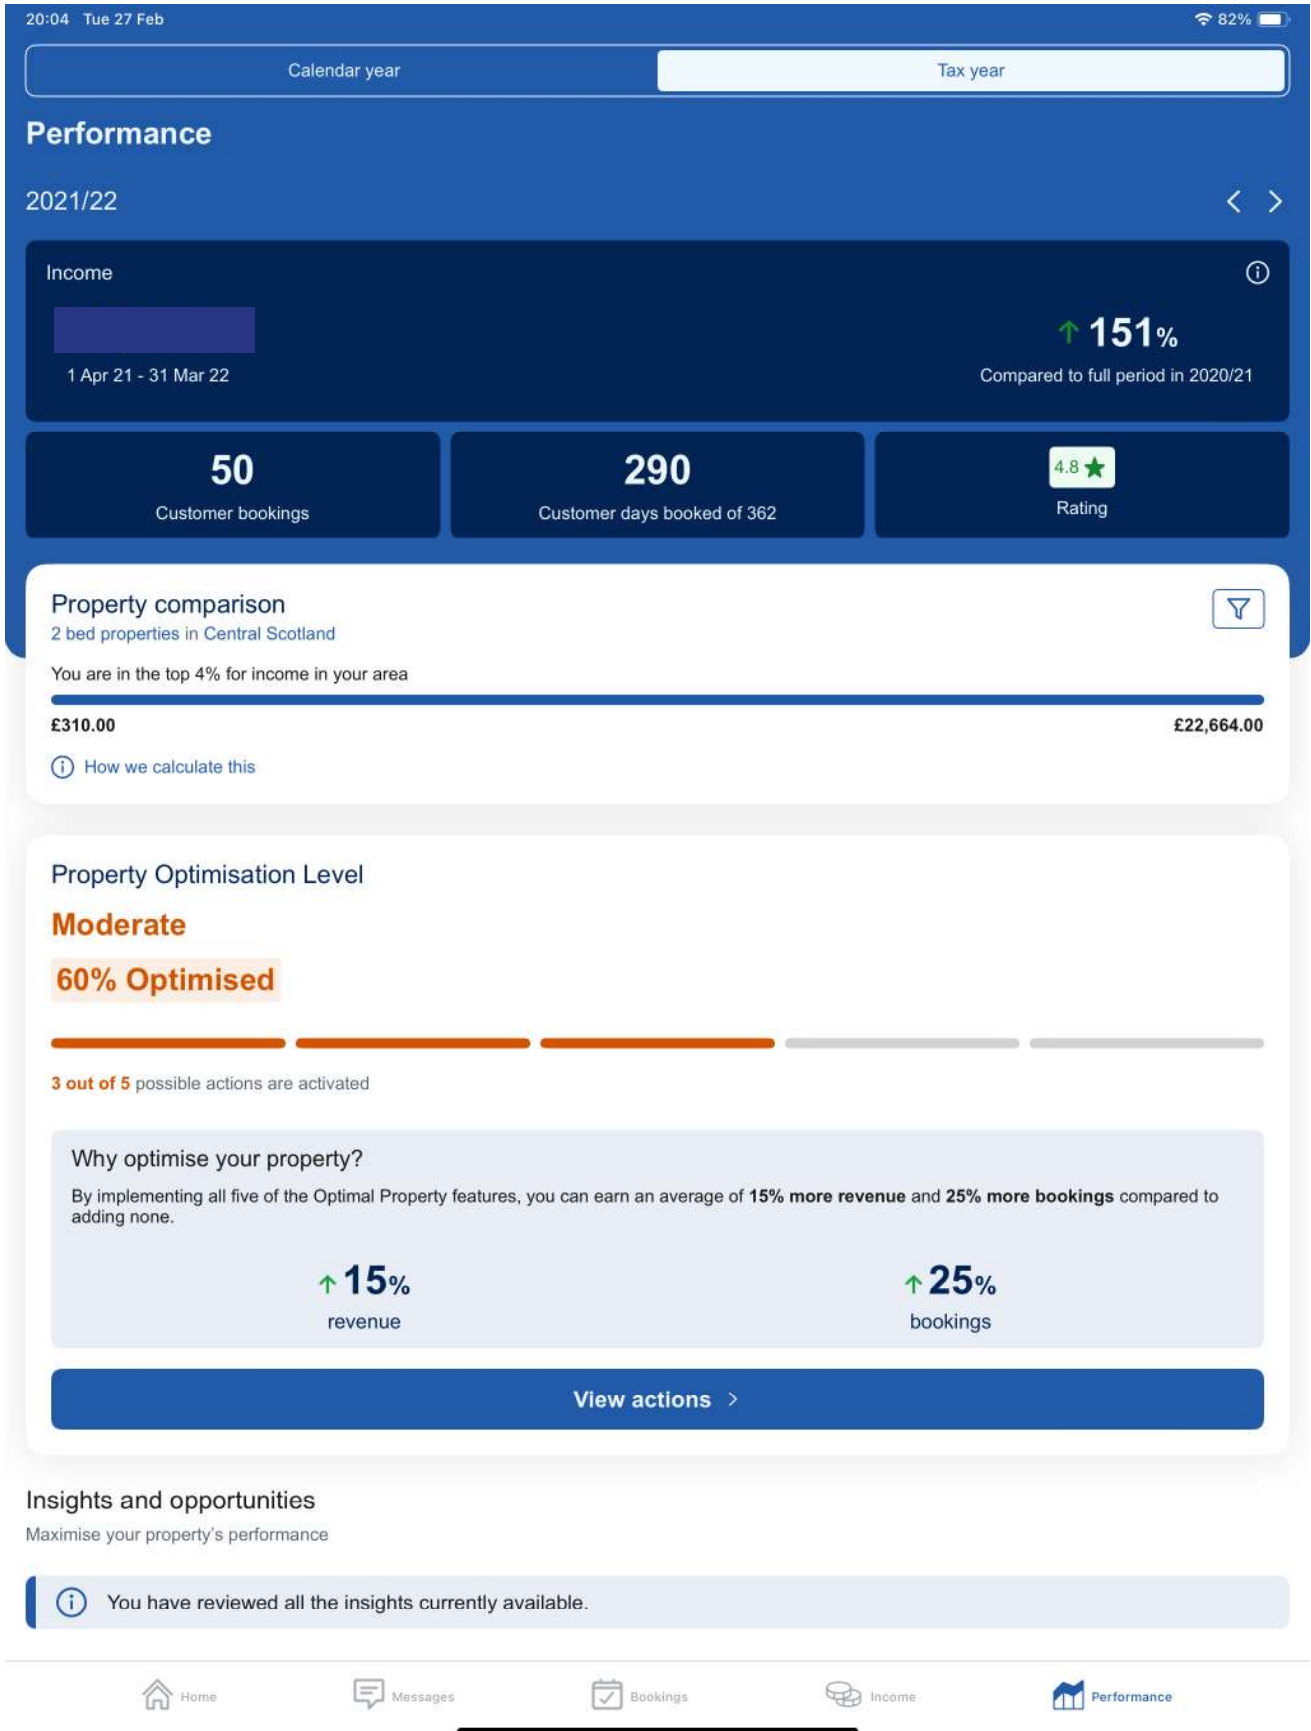 20:04 Tue 27 Feb
82%
Calendar year
Tax year
Performance
2021/22
Income
151%
1 Apr 21 - 31 Mar 22
Compared to full period in 2020/21
50
Customer bookings
290
Customer days booked of 362
4.8
Rating
Property comparison
2 bed properties in Central Scotland
You are in the top 4% for income in your area
£310.00
£22,664.00
How we calculate this
Property Optimisation Level
Moderate
60% Optimised
3 out of 5 possible actions are activated
Why optimise your property?
By implementing all five of the Optimal Property features, you can earn an average of 15% more revenue and 25% more bookings compared to
adding none.
15%
revenue
25%
bookings
View actions
Insights and opportunities
Maximise your property's performance
You have reviewed all the insights currently available.
Home
Messages
Bookings
Income
Performance